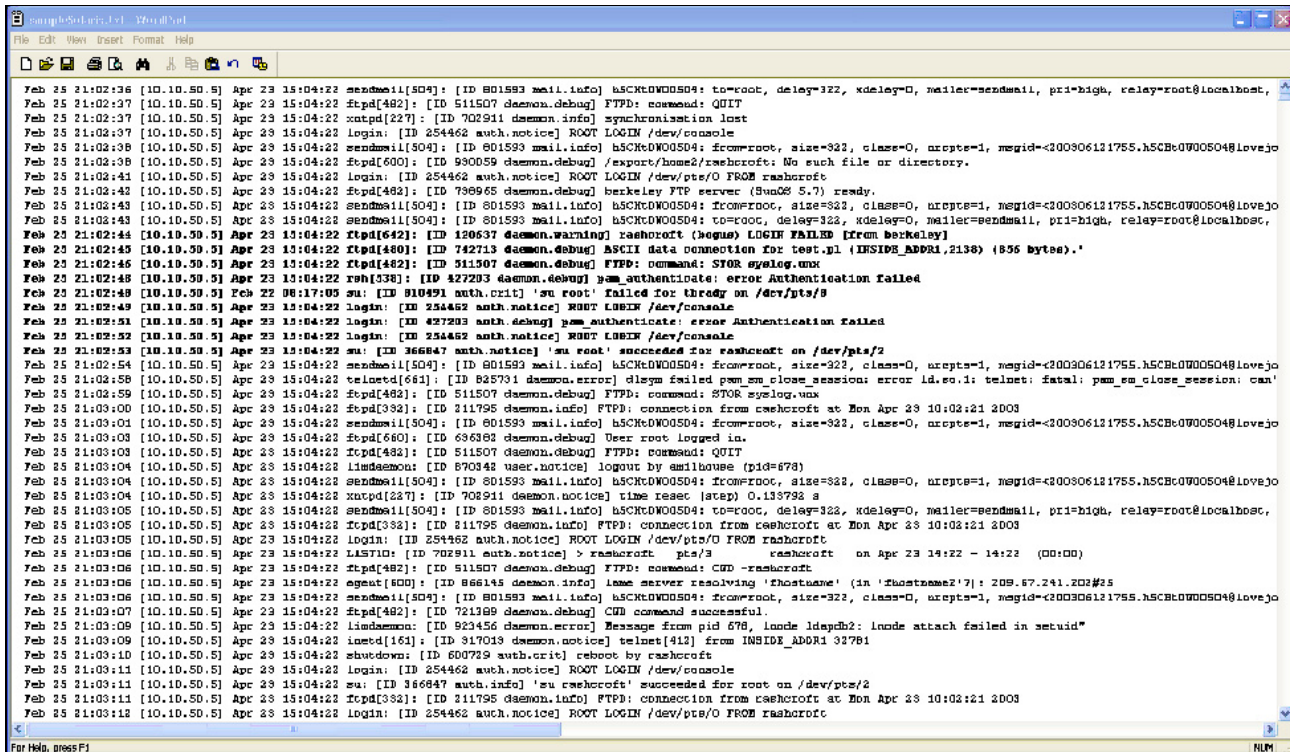 sampleSolaris.txt - WordPad
File Edit View Insert Format Help
Feb 25 21:02:36 [10.10.50.5] Apr 23 15:04:22 sendmail[504]: [ID 801593 mail.info] h5CHtDW00504: to=root, delay=322, xdelay=0, mailer=sendmail, pri=high, relay=root@localhost,
Feb 25 21:02:37 [10.10.50.5] Apr 23 15:04:22 ftpd[482]: [ID 511507 daemon.debug] FTPD: command: QUIT
Feb 25 21:02:37 [10.10.50.5] Apr 23 15:04:22 xntpd[227]: [ID 702911 daemon.info] synchronisation lost
Feb 25 21:02:37 [10.10.50.5] Apr 23 15:04:22 login: [ID 254462 auth.notice] ROOT LOGIN /dev/console
Feb 25 21:02:38 [10.10.50.5] Apr 23 15:04:22 sendmail[504]: [ID 801593 mail.info] h5CHtDW00504: from=root, size=322, class=0, nrcpts=1, msgid=<200306121755.h5CHt0W00504@lovejo
Feb 25 21:02:38 [10.10.50.5] Apr 23 15:04:22 ftpd[600]: [ID 990059 daemon.debug] /export/home2/rashcroft: No such file or directory.
Feb 25 21:02:41 [10.10.50.5] Apr 23 15:04:22 login: [ID 254462 auth.notice] ROOT LOGIN /dev/pts/0 FROM rashcroft
Feb 25 21:02:42 [10.10.50.5] Apr 23 15:04:22 ftpd[482]: [ID 798965 daemon.debug] berkeley FTP server (SunOS 5.7) ready.
Feb 25 21:02:43 [10.10.50.5] Apr 23 15:04:22 sendmail[504]: [ID 801593 mail.info] h5CHtDW00504: from=root, size=322, class=0, nrcpts=1, msgid=<200306121755.h5CHt0W00504@lovejo
Feb 25 21:02:43 [10.10.50.5] Apr 23 15:04:22 sendmail[504]: [ID 801593 mail.info] h5CHtDW00504: to=root, delay=322, xdelay=0, mailer=sendmail, pri=high, relay=root@localhost,
Feb 25 21:02:44 [10.10.50.5] Apr 23 15:04:22 ftpd[642]: [ID 120637 daemon.warning] rashcroft (bogus) LOGIN FAILED [from berkeley]
Feb 25 21:02:45 [10.10.50.5] Apr 23 15:04:22 ftpd[480]: [ID 742713 daemon.debug] ASCII data connection for test.pl (INSIDE_ADDR1,2138) (856 bytes).'
Feb 25 21:02:46 [10.10.50.5] Apr 23 15:04:22 ftpd[482]: [ID 511507 daemon.debug] FTPD: command: STOR syslog.unx
Feb 25 21:02:48 [10.10.50.5] Apr 23 15:04:22 rsh[538]: [ID 427203 daemon.debug] pam_authenticate: error Authentication failed
Feb 25 21:02:48 [10.10.50.5] Feb 22 08:17:05 su: [ID 810491 auth.crit] 'su root' failed for thrady on /dev/pts/8
Feb 25 21:02:49 [10.10.50.5] Apr 23 15:04:22 login: [ID 254462 auth.notice] ROOT LOGIN /dev/console
Feb 25 21:02:51 [10.10.50.5] Apr 23 15:04:22 login: [ID 427203 auth.debug] pam_authenticate: error Authentication failed
Feb 25 21:02:52 [10.10.50.5] Apr 23 15:04:22 login: [ID 254462 auth.notice] ROOT LOGIN /dev/console
Feb 25 21:02:53 [10.10.50.5] Apr 23 15:04:22 su: [ID 366847 auth.notice] 'su root' succeeded for rashcroft on /dev/pts/2
Feb 25 21:02:54 [10.10.50.5] Apr 23 15:04:22 sendmail[504]: [ID 801593 mail.info] h5CHtDW00504: from=root, size=322, class=0, nrcpts=1, msgid=<200306121755.h5CHt0W00504@lovejo
Feb 25 21:02:58 [10.10.50.5] Apr 23 15:04:22 telnetd[661]: [ID 825731 daemon.error] dlsym failed pam_sm_close_session: error ld.so.1: telnet: fatal: pam_sm_close_session: can'
Feb 25 21:02:59 [10.10.50.5] Apr 23 15:04:22 ftpd[482]: [ID 511507 daemon.debug] FTPD: command: STOR syslog.unx
Feb 25 21:03:00 [10.10.50.5] Apr 23 15:04:22 ftpd[332]: [ID 211795 daemon.info] FTPD: connection from rashcroft at Mon Apr 23 10:02:21 2003
Feb 25 21:03:01 [10.10.50.5] Apr 23 15:04:22 sendmail[504]: [ID 801593 mail.info] h5CHtDW00504: from=root, size=322, class=0, nrcpts=1, msgid=<200306121755.h5CHt0W00504@lovejo
Feb 25 21:03:03 [10.10.50.5] Apr 23 15:04:22 ftpd[660]: [ID 696382 daemon.debug] User root logged in.
Feb 25 21:03:03 [10.10.50.5] Apr 23 15:04:22 ftpd[482]: [ID 511507 daemon.debug] FTPD: command: QUIT
Feb 25 21:03:04 [10.10.50.5] Apr 23 15:04:22 limdaemon: [ID 870342 user.notice] logout by emilhouse (pid=678)
Feb 25 21:03:04 [10.10.50.5] Apr 23 15:04:22 sendmail[504]: [ID 801593 mail.info] h5CHtDW00504: from=root, size=322, class=0, nrcpts=1, msgid=<200306121755.h5CHt0W00504@lovejo
Feb 25 21:03:04 [10.10.50.5] Apr 23 15:04:22 xntpd[227]: [ID 702911 daemon.notice] time reset (step) 0.133792 s
Feb 25 21:03:05 [10.10.50.5] Apr 23 15:04:22 sendmail[504]: [ID 801593 mail.info] h5CHtDW00504: to=root, delay=322, xdelay=0, mailer=sendmail, pri=high, relay=root@localhost,
Feb 25 21:03:05 [10.10.50.5] Apr 23 15:04:22 ftpd[332]: [ID 211795 daemon.info] FTPD: connection from rashcroft at Mon Apr 23 10:02:21 2003
Feb 25 21:03:05 [10.10.50.5] Apr 23 15:04:22 login: [ID 254462 auth.notice] ROOT LOGIN /dev/pts/0 FROM rashcroft
Feb 25 21:03:06 [10.10.50.5] Apr 23 15:04:22 LAST10: [ID 702911 auth.notice] > rashcroft pts/3 rashcroft on Apr 23 14:22 - 14:22 (00:00)
Feb 25 21:03:06 [10.10.50.5] Apr 23 15:04:22 ftpd[482]: [ID 511507 daemon.debug] FTPD: command: CWD ~rashcroft
Feb 25 21:03:06 [10.10.50.5] Apr 23 15:04:22 agent[600]: [ID 866145 daemon.info] lame server resolving 'fhostname' (in 'fhostname2'?): 209.67.241.202#25
Feb 25 21:03:06 [10.10.50.5] Apr 23 15:04:22 sendmail[504]: [ID 801593 mail.info] h5CHtDW00504: from=root, size=322, class=0, nrcpts=1, msgid=<200306121755.h5CHt0W00504@lovejo
Feb 25 21:03:07 [10.10.50.5] Apr 23 15:04:22 ftpd[482]: [ID 721389 daemon.debug] CWD command successful.
Feb 25 21:03:09 [10.10.50.5] Apr 23 15:04:22 limdaemon: [ID 923456 daemon.error] Message from pid 678, lnode ldapdb2: lnode attach failed in setuid"
Feb 25 21:03:09 [10.10.50.5] Apr 23 15:04:22 inetd[161]: [ID 317013 daemon.notice] telnet[412] from INSIDE_ADDR1 32781
Feb 25 21:03:10 [10.10.50.5] Apr 23 15:04:22 shutdown: [ID 600729 auth.crit] reboot by rashcroft
Feb 25 21:03:11 [10.10.50.5] Apr 23 15:04:22 login: [ID 254462 auth.notice] ROOT LOGIN /dev/console
Feb 25 21:03:11 [10.10.50.5] Apr 23 15:04:22 su: [ID 366847 auth.info] 'su rashcroft' succeeded for root on /dev/pts/2
Feb 25 21:03:11 [10.10.50.5] Apr 23 15:04:22 ftpd[332]: [ID 211795 daemon.info] FTPD: connection from rashcroft at Mon Apr 23 10:02:21 2003
Feb 25 21:03:12 [10.10.50.5] Apr 23 15:04:22 login: [ID 254462 auth.notice] ROOT LOGIN /dev/pts/0 FROM rashcroft
For Help, press F1
NUM